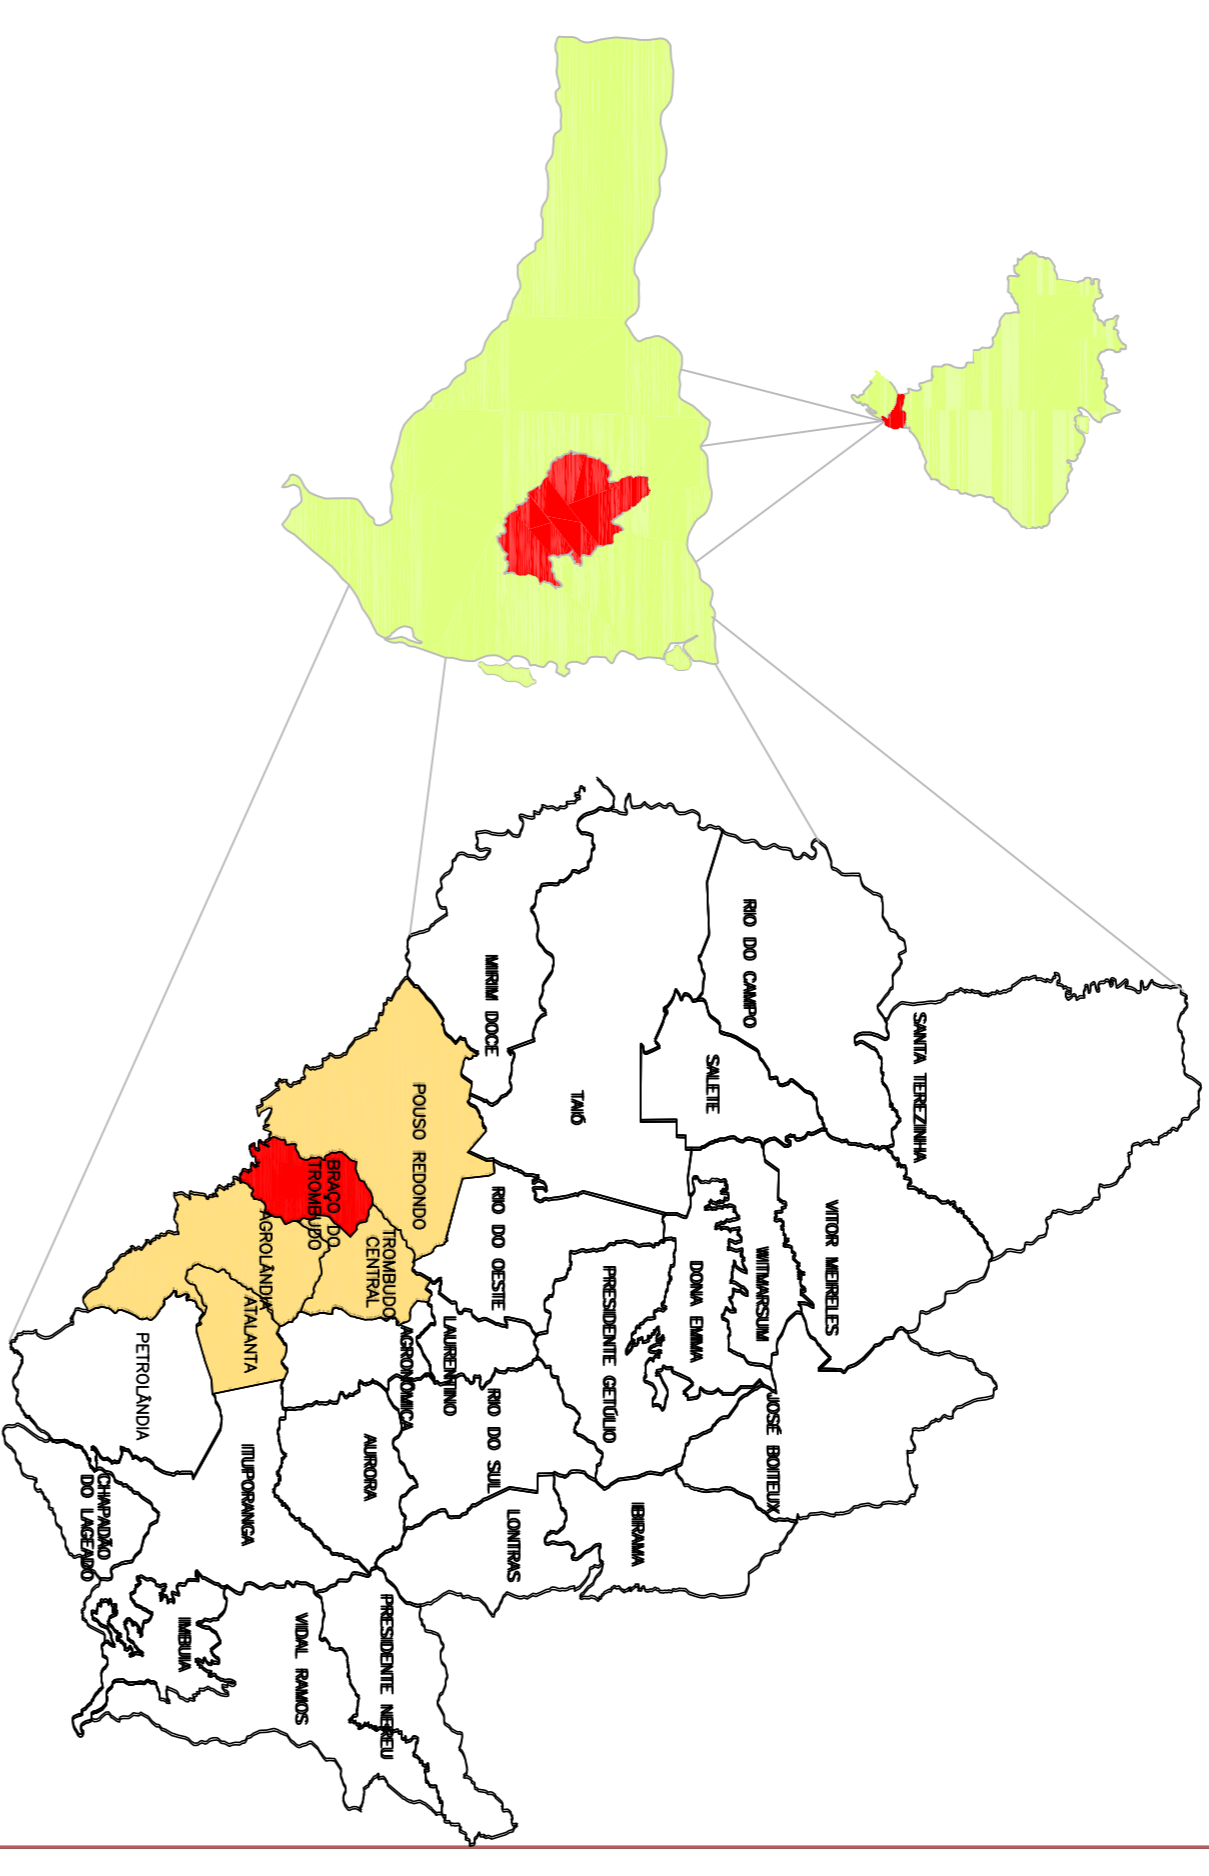 RIO DO CAMPO
SANTA TEREZINHA
MIRIM DOCE
SALETE
TAIÓ
POUSO REDONDO
BRAÇO DO
TROMBUDO
RIO DO OESTE
VITOR MEIRELES
WITMARSUM
DONA EMMA
PRESIDENTE GETÚLIO
TROMBUDO
CENTRAL
AGROLÂNDIA
ATALANTA
PETROLÂNDIA
LAURENTINO
AGRONÔMICA
RIO DO SUL
JOSÉ BOITEUX
AURORA
ITUPORANGA
CHAPADÃO
DO LAGEADO
LONTRAS
IBIRAMA
IMBUIA
VIDAL RAMOS
PRESIDENTE NEREU